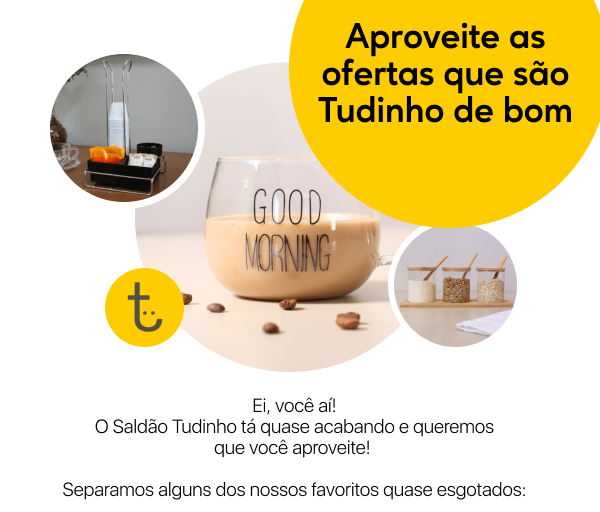 Aproveite as
ofertas que são
Tudinho de bom
GOOD
MORNING
t
Ei, você aí!
O Saldão Tudinho tá quase acabando e queremos
que você aproveite!
Separamos alguns dos nossos favoritos quase esgotados: